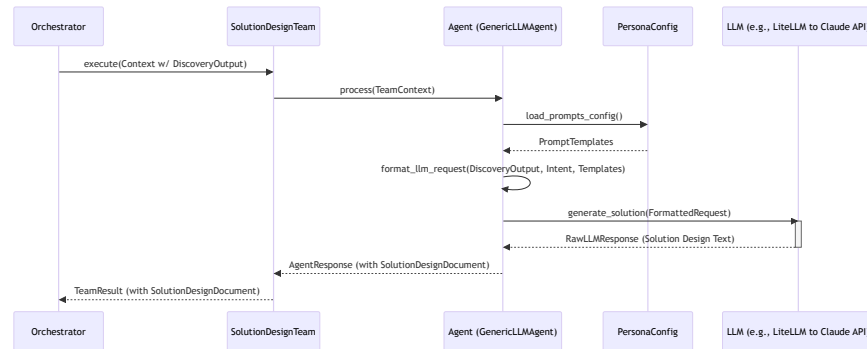 Orchestrator
SolutionDesignTeam
Agent (GenericLLMAgent)
PersonaConfig
LLM (e.g., LiteLLM to Claude API)
execute(Context w/ DiscoveryOutput)
process(TeamContext)
load_prompts_config()
PromptTemplates
format_llm_request(DiscoveryOutput, Intent, Templates)
generate_solution(FormattedRequest)
RawLLMResponse (Solution Design Text)
AgentResponse (with SolutionDesignDocument)
TeamResult (with SolutionDesignDocument)
Orchestrator
SolutionDesignTeam
Agent (GenericLLMAgent)
PersonaConfig
LLM (e.g., LiteLLM to Claude API)